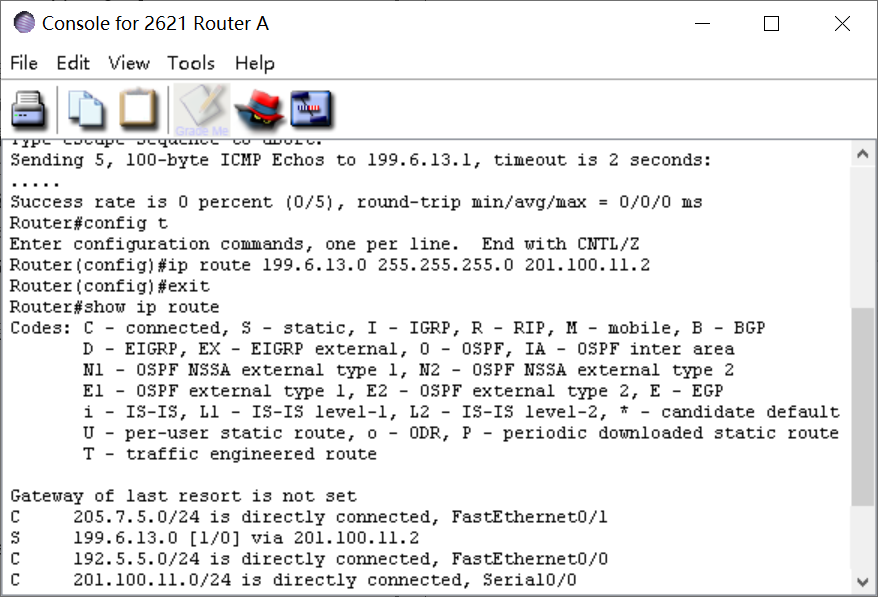 Console for 2621 Router A
File Edit View Tools Help
Grade Me
Type escape sequence to abort.
Sending 5, 100-byte ICMP Echos to 199.6.13.1, timeout is 2 seconds:
.....
Success rate is 0 percent (0/5), round-trip min/avg/max = 0/0/0 ms
Router#config t
Enter configuration commands, one per line.  End with CNTL/Z
Router(config)#ip route 199.6.13.0 255.255.255.0 201.100.11.2
Router(config)#exit
Router#show ip route
Codes: C - connected, S - static, I - IGRP, R - RIP, M - mobile, B - BGP
       D - EIGRP, EX - EIGRP external, O - OSPF, IA - OSPF inter area
       N1 - OSPF NSSA external type 1, N2 - OSPF NSSA external type 2
       E1 - OSPF external type 1, E2 - OSPF external type 2, E - EGP
       i - IS-IS, L1 - IS-IS level-1, L2 - IS-IS level-2, * - candidate default
       U - per-user static route, o - ODR, P - periodic downloaded static route
       T - traffic engineered route
Gateway of last resort is not set
C     205.7.5.0/24 is directly connected, FastEthernet0/1
S     199.6.13.0 [1/0] via 201.100.11.2
C     192.5.5.0/24 is directly connected, FastEthernet0/0
C     201.100.11.0/24 is directly connected, Serial0/0